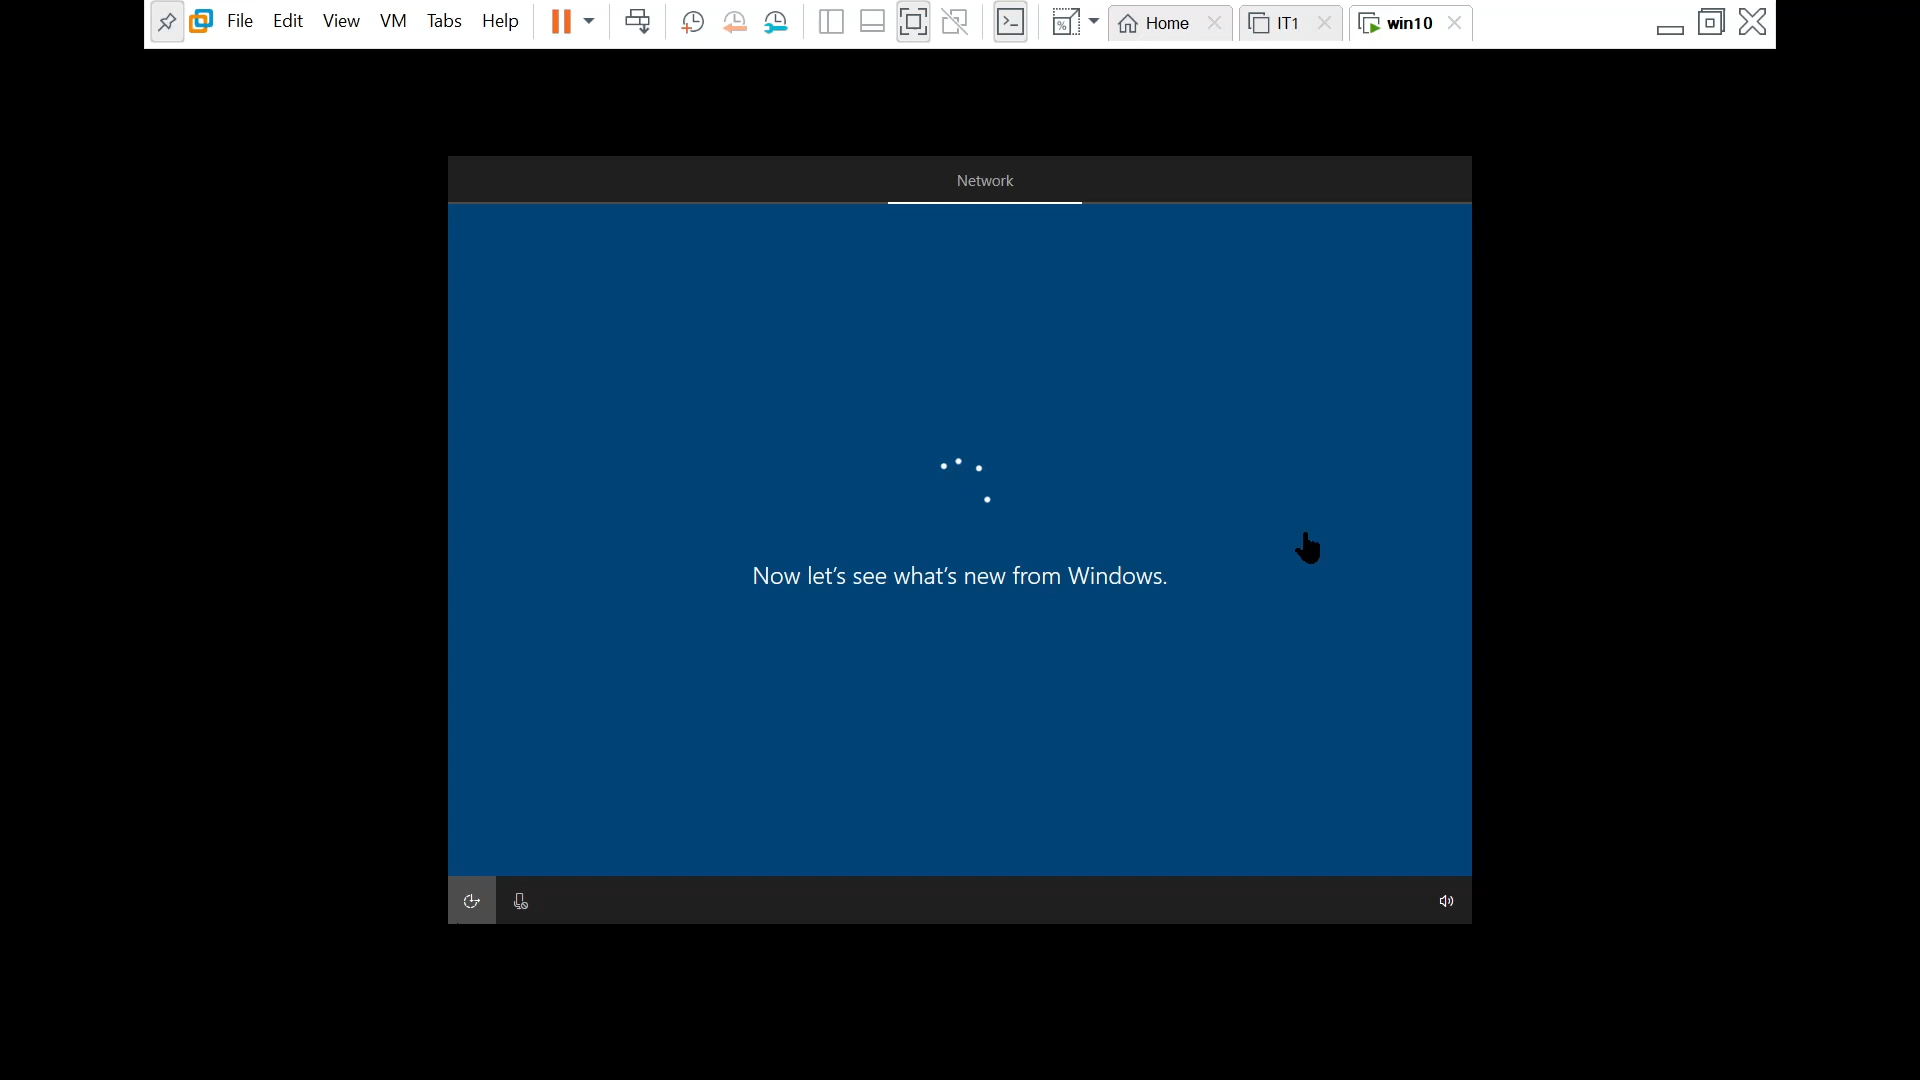 File Edit View VM Tabs Help Home IT1 win10
Network
Now let's see what's new from Windows.